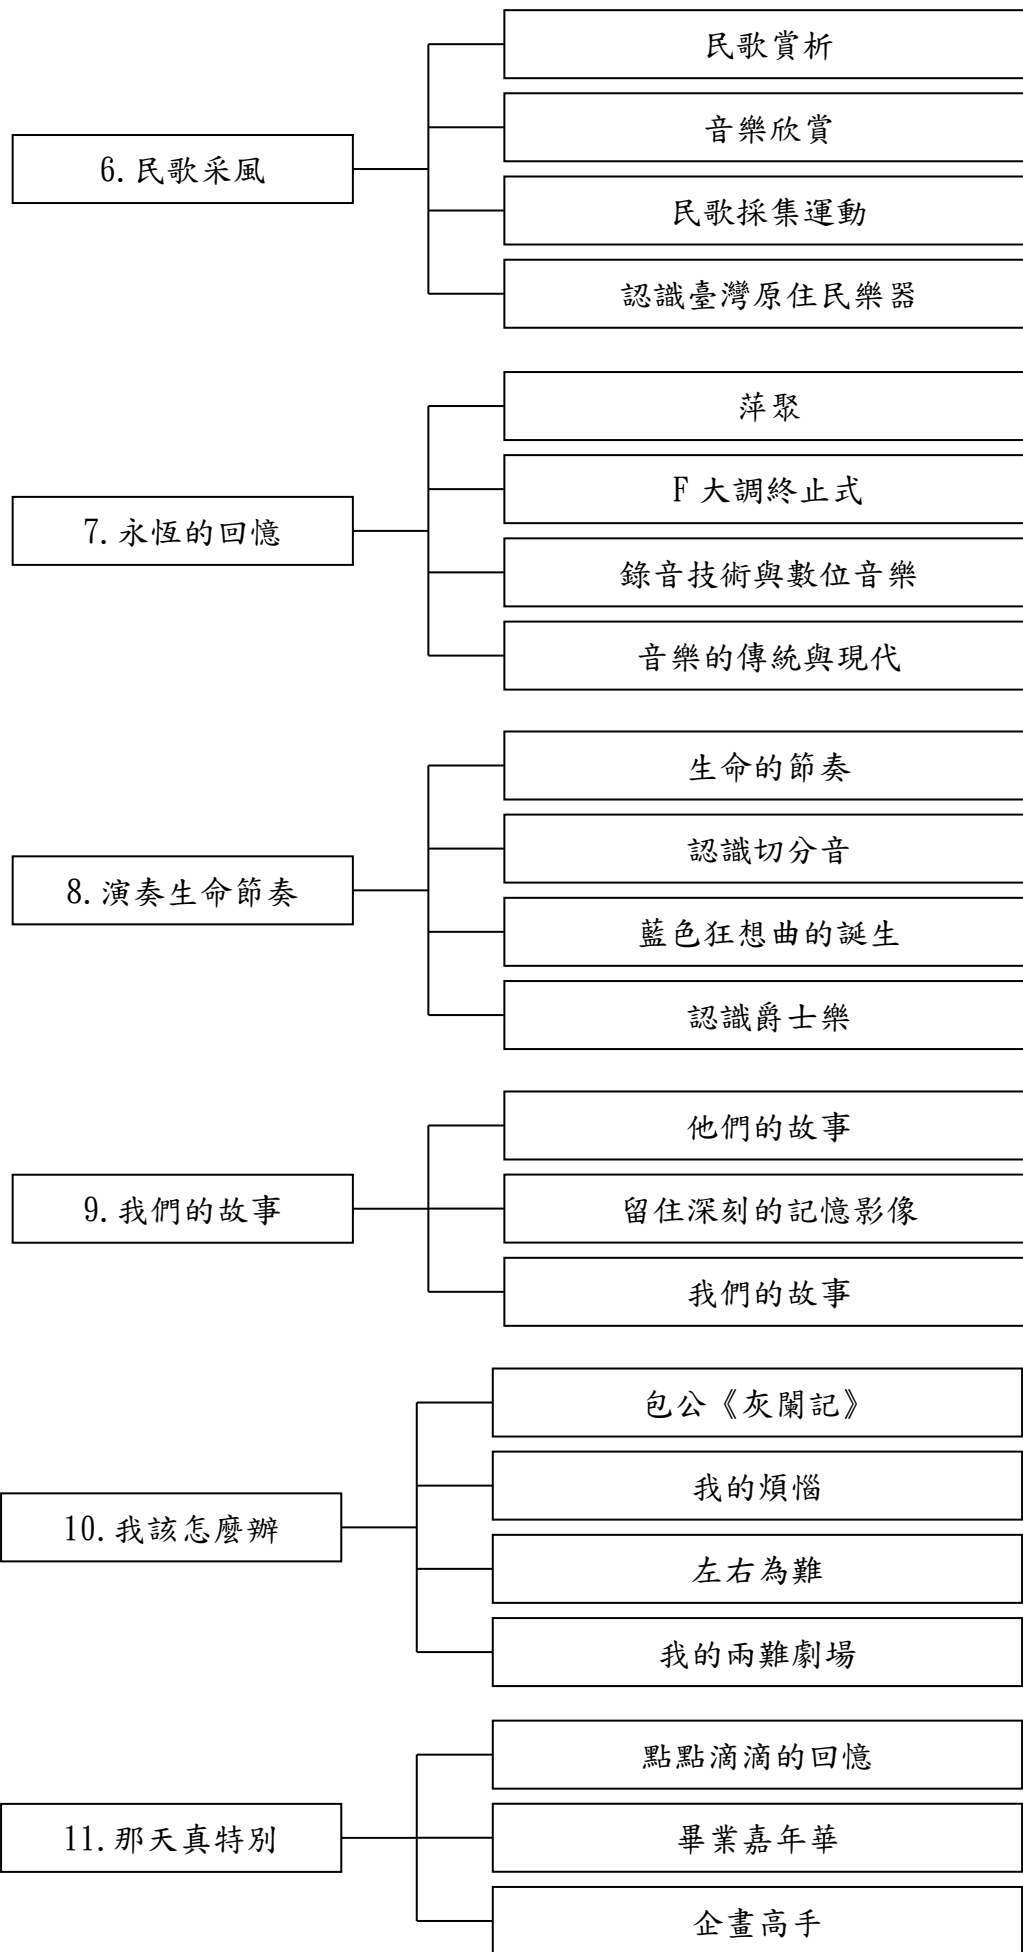 6.民歌采風
民歌賞析
音樂欣賞
民歌採集運動
認識臺灣原住民樂器
7.永恆的回憶
萍聚
F 大調終止式
錄音技術與數位音樂
音樂的傳統與現代
8.演奏生命節奏
生命的節奏
認識切分音
藍色狂想曲的誕生
認識爵士樂
9.我們的故事
他們的故事
留住深刻的記憶影像
我們的故事
10.我該怎麼辦
包公《灰闌記》
我的煩惱
左右為難
我的兩難劇場
11.那天真特別
點點滴滴的回憶
畢業嘉年華
企畫高手